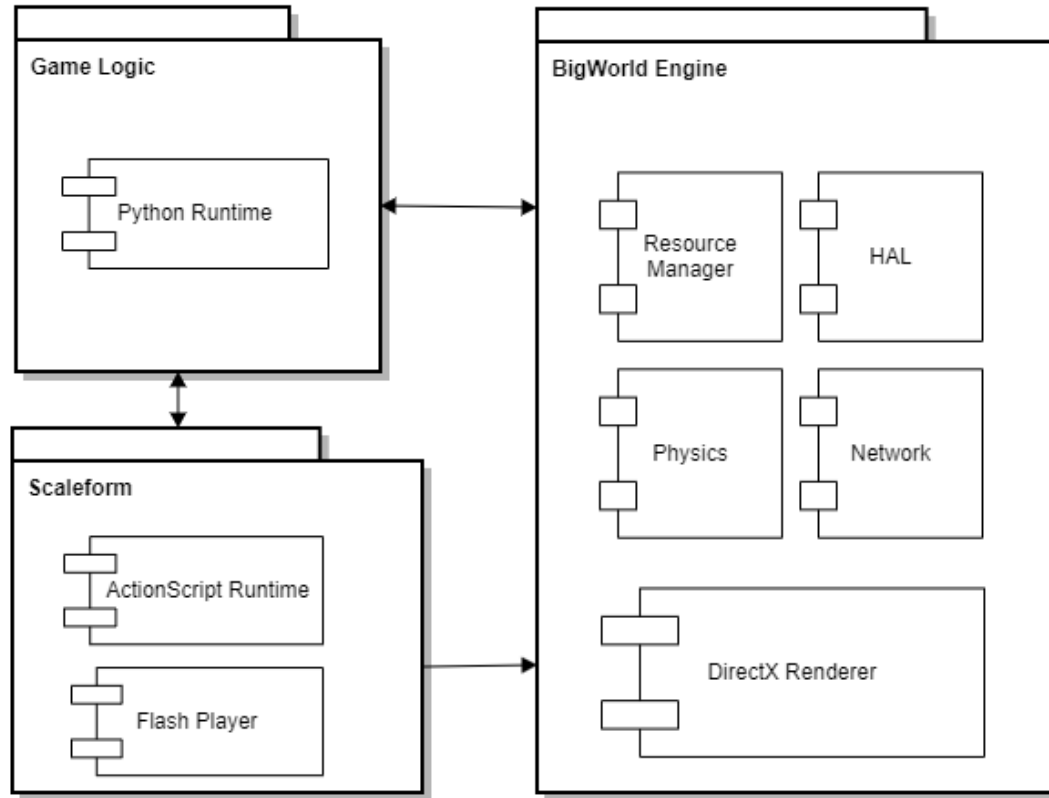 Game Logic
Python Runtime
Scaleform
ActionScript Runtime
Flash Player
BigWorld Engine
Resource
Manager
HAL
Physics
Network
DirectX Renderer